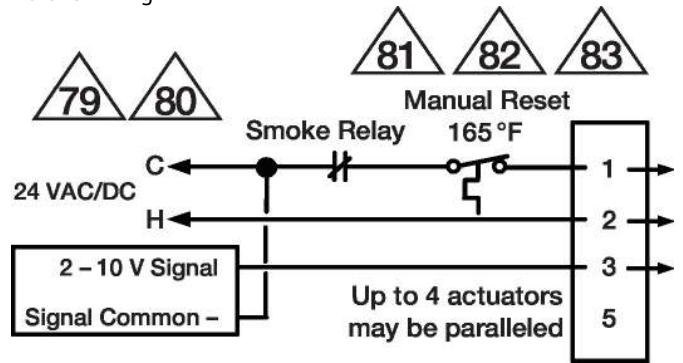 81 82 83
79 80
Manual Reset
Smoke Relay 165 °F
C 1
24 VAC/DC
H 2
2 – 10 V Signal 3
Signal Common –
Up to 4 actuators
may be paralleled
5